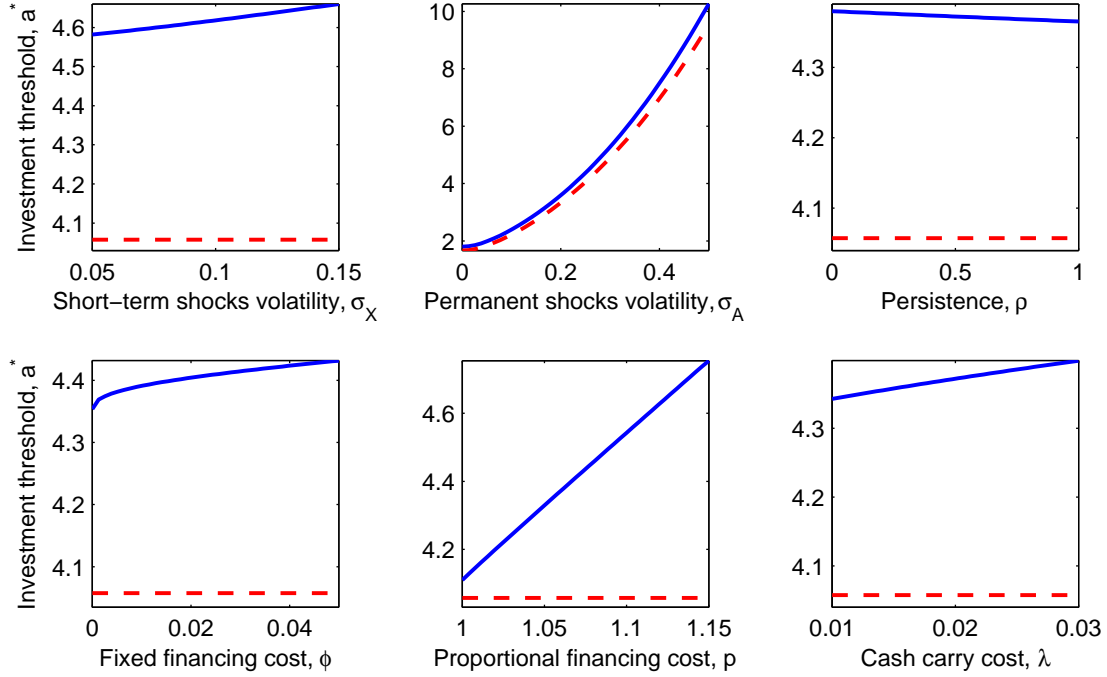 Investment threshold, a*
4.6
4.5
4.4
4.3
4.2
4.1
0.05 0.1 0.15
Short−term shocks volatility, σ_X
10
8
6
4
2
0 0.2 0.4
Permanent shocks volatility, σ_A
4.3
4.2
4.1
0 0.5 1
Persistence, ρ
Investment threshold, a*
4.4
4.3
4.2
4.1
0 0.02 0.04
Fixed financing cost, ϕ
4.6
4.4
4.2
1 1.05 1.1 1.15
Proportional financing cost, p
4.3
4.2
4.1
0.01 0.02 0.03
Cash carry cost, λ